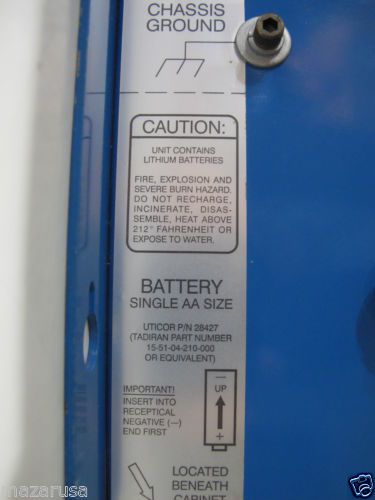 CHASSIS
GROUND
CAUTION:
UNIT CONTAINS
LITHIUM BATTERIES
FIRE, EXPLOSION AND
SEVERE BURN HAZARD.
DO NOT RECHARGE,
INCINERATE, DISAS-
SEMBLE, HEAT ABOVE
212° FAHRENHEIT OR
EXPOSE TO WATER.
BATTERY
SINGLE AA SIZE
UTICOR P/N 28427
(TADIRAN PART NUMBER
15-51-04-210-000
OR EQUIVALENT)
IMPORTANT!
INSERT INTO
RECEPTICAL
NEGATIVE (—)
END FIRST
—
UP
+
LOCATED
BENEATH
CABINET
mazarusa
mazarusa